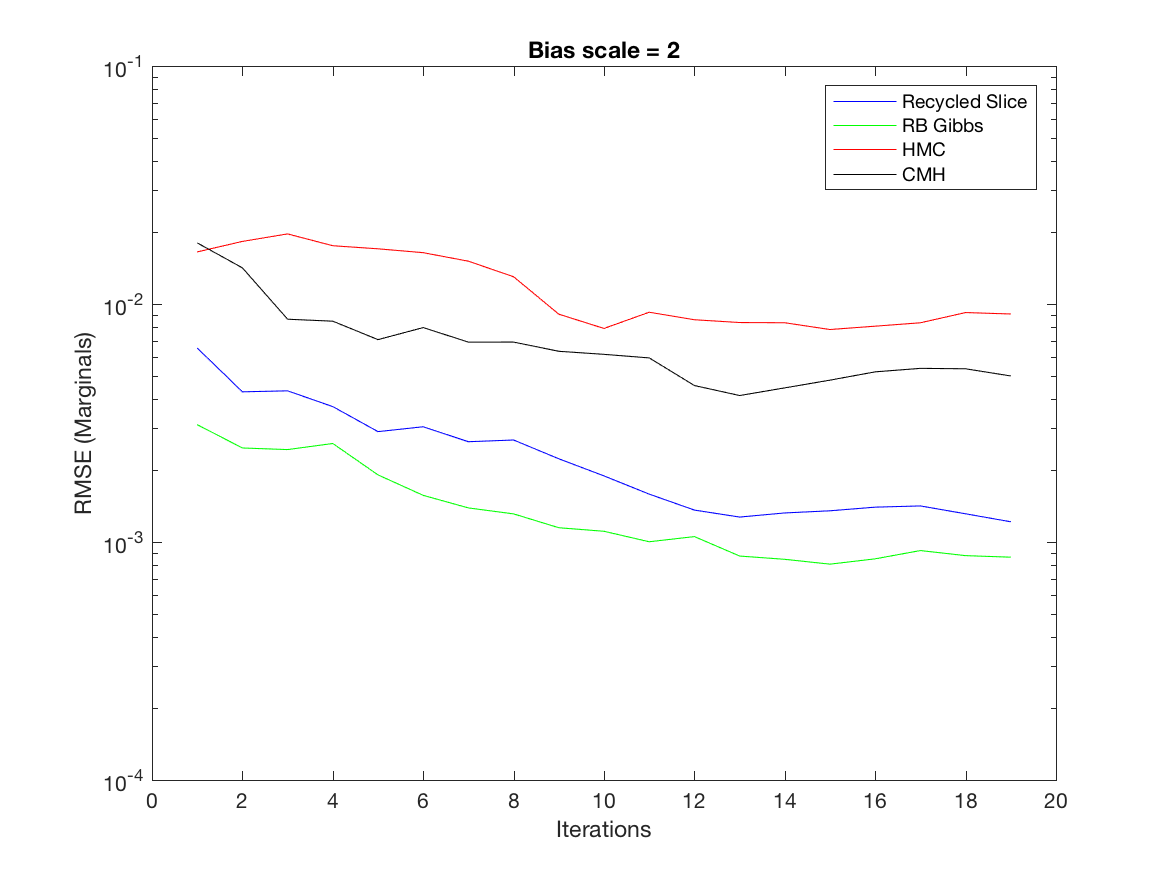 Bias scale = 2
10^-1
10^-2
10^-3
10^-4
RMSE (Marginals)
Recycled Slice
RB Gibbs
HMC
CMH
0 2 4 6 8 10 12 14 16 18 20
Iterations